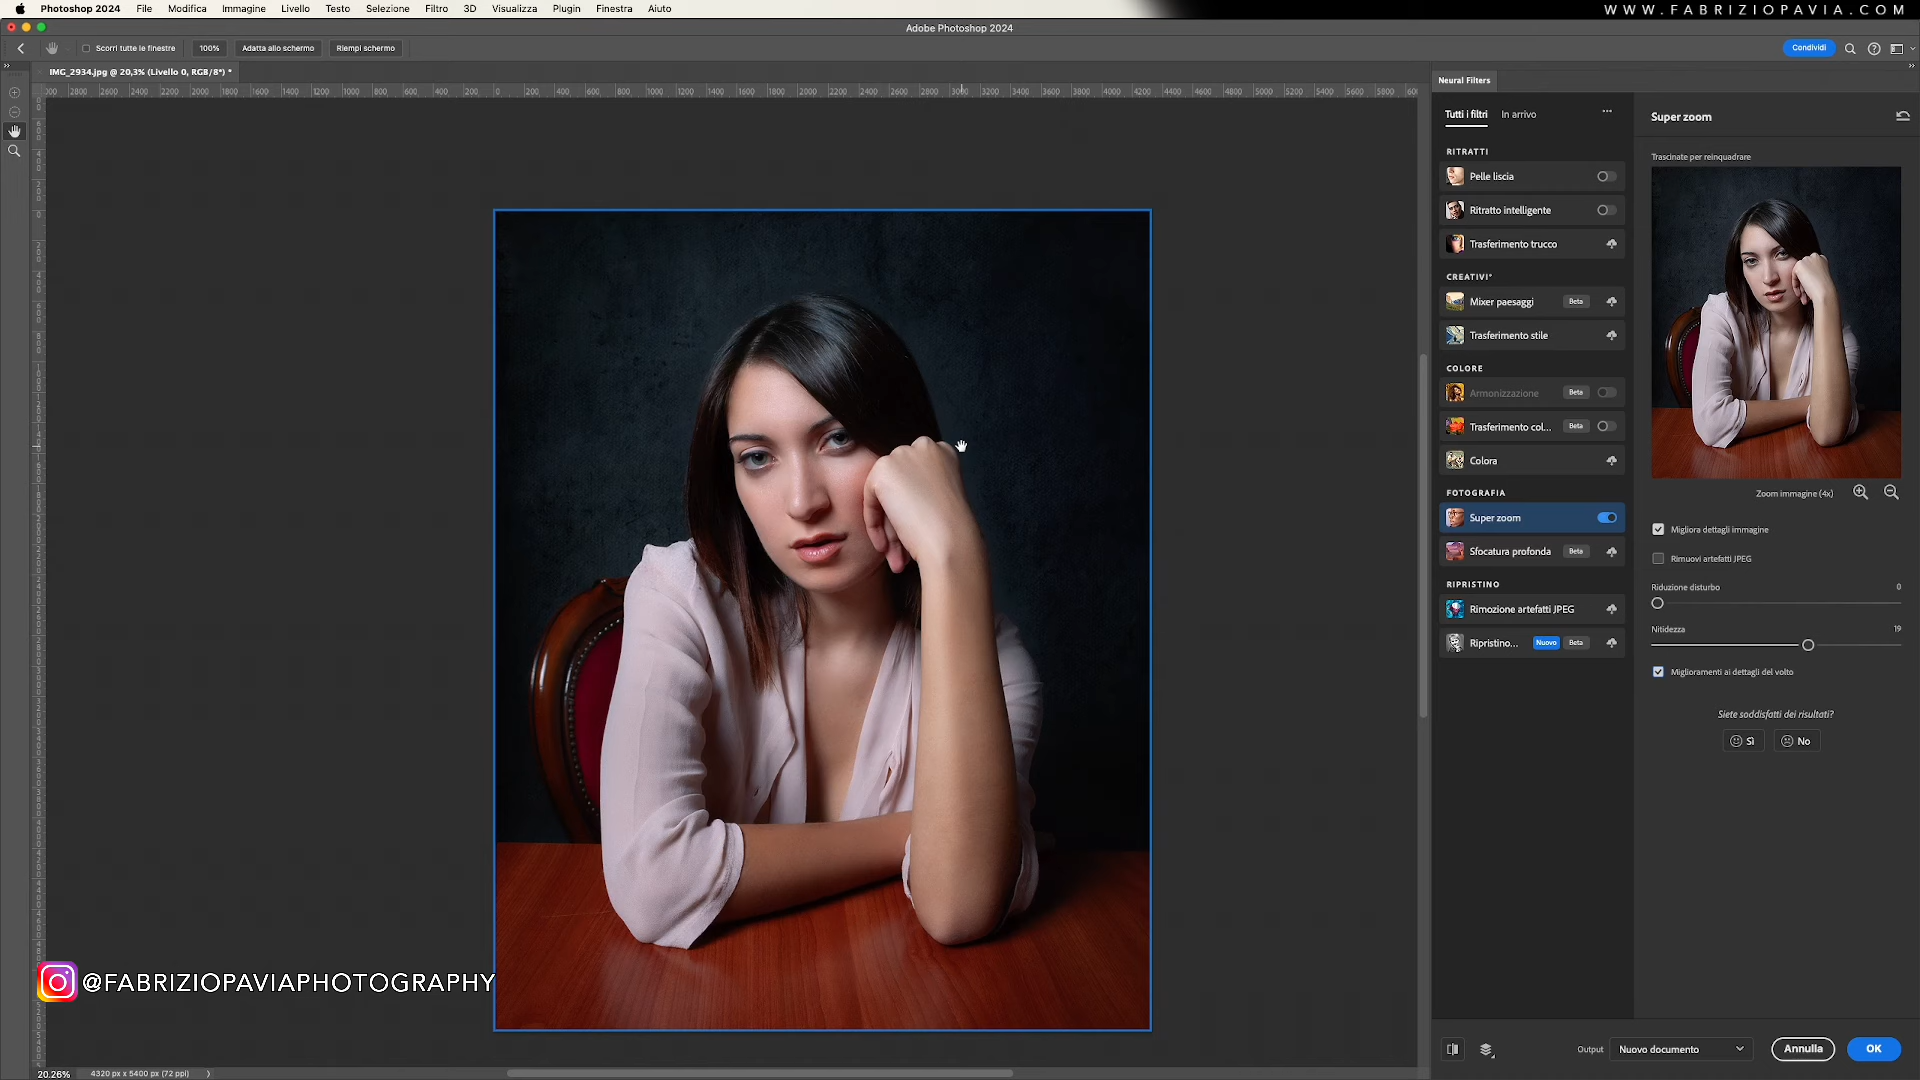 Photoshop 2024 File Modifica Immagine Livello Testo Selezione Filtro 3D Visualizza Plugin Finestra Aiuto
WWW.FABRIZIOPAVIA.COM
Adobe Photoshop 2024
Scorri tutte le finestre 100% Adatta allo schermo Riempi schermo
Condividi
IMG_2934.jpg @ 20,3% (Livello 0, RGB/8*) *
Neural Filters
Tutti i filtri In arrivo
RITRATTI
Pelle liscia
Ritratto intelligente
Trasferimento trucco
CREATIVI*
Mixer paesaggi Beta
Trasferimento stile
COLORE
Armonizzazione Beta
Trasferimento col... Beta
Colora
FOTOGRAFIA
Super zoom
Sfocatura profonda Beta
RIPRISTINO
Rimozione artefatti JPEG
Ripristino... Nuovo Beta
Super zoom
Trascinate per reinquadrare
Zoom immagine (4x)
Migliora dettagli immagine
Rimuovi artefatti JPEG
Riduzione disturbo 0
Nitidezza 19
Miglioramenti ai dettagli del volto
Siete soddisfatti dei risultati?
Sì No
@FABRIZIOPAVIAPHOTOGRAPHY
Output Nuovo documento Annulla OK
20.26% 4320 px x 5400 px (72 ppi)